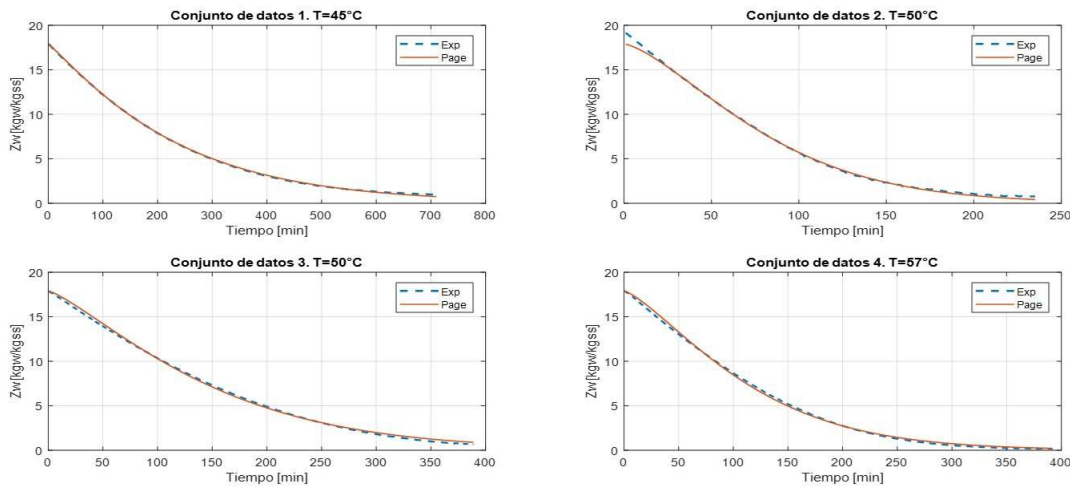 Conjunto de datos 1. T=45°C
20
15
10
5
0
Zw[kgw/kgss]
Exp
Page
0 100 200 300 400 500 600 700 800
Tiempo [min]
Conjunto de datos 2. T=50°C
20
15
10
5
0
Zw[kgw/kgss]
Exp
Page
0 50 100 150 200 250
Tiempo [min]
Conjunto de datos 3. T=50°C
20
15
10
5
0
Zw[kgw/kgss]
Exp
Page
0 50 100 150 200 250 300 350 400
Tiempo [min]
Conjunto de datos 4. T=57°C
20
15
10
5
0
Zw[kgw/kgss]
Exp
Page
0 50 100 150 200 250 300 350 400
Tiempo [min]